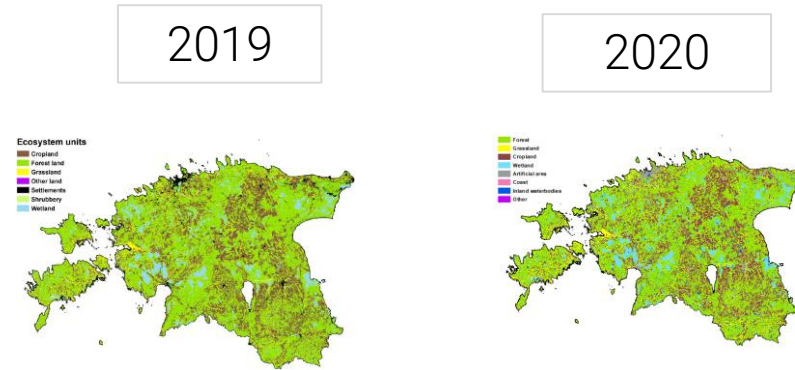 2019
2020
Ecosystem units
Cropland
Forest land
Grassland
Other land
Settlements
Shrubbery
Wetland
Forest
Grassland
Cropland
Wetland
Artificial area
Coast
Inland waterbodies
Other